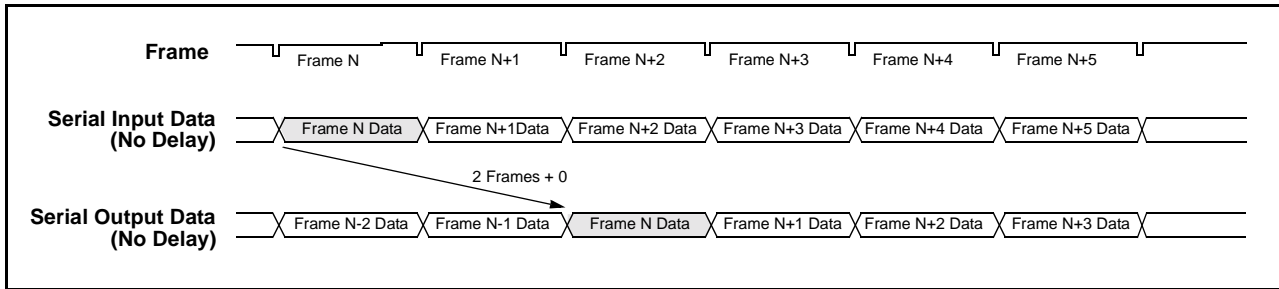 Frame
Frame N
Frame N+1
Frame N+2
Frame N+3
Frame N+4
Frame N+5
Serial Input Data
(No Delay)
Frame N Data
Frame N+1Data
Frame N+2 Data
Frame N+3 Data
Frame N+4 Data
Frame N+5 Data
2 Frames + 0
Serial Output Data
(No Delay)
Frame N-2 Data
Frame N-1 Data
Frame N Data
Frame N+1 Data
Frame N+2 Data
Frame N+3 Data